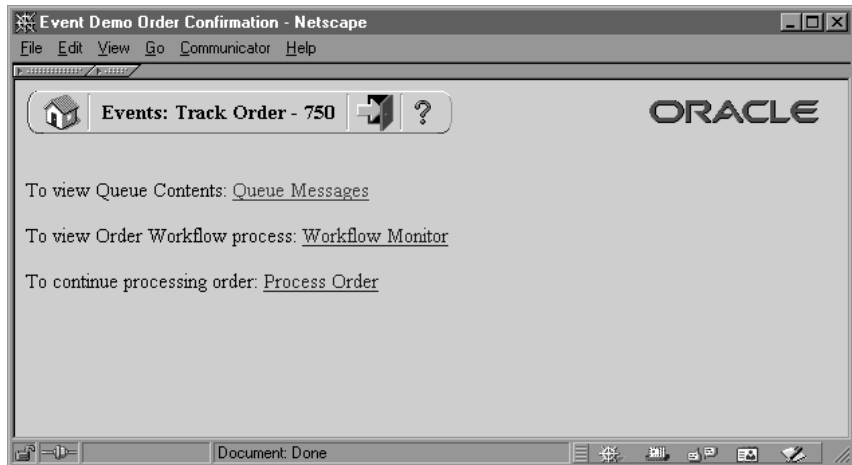 Event Demo Order Confirmation - Netscape
File Edit View Go Communicator Help
Events: Track Order - 750 ?
ORACLE
To view Queue Contents: Queue Messages
To view Order Workflow process: Workflow Monitor
To continue processing order: Process Order
Document: Done